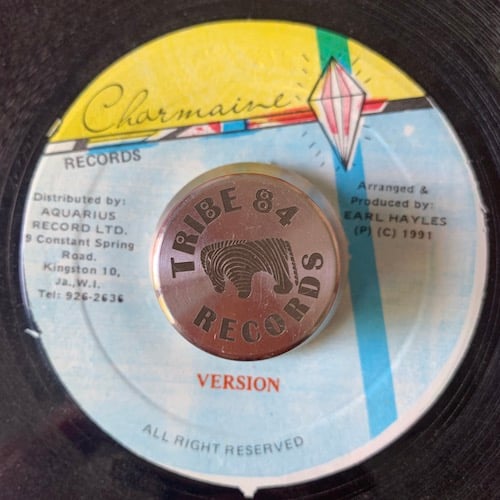 Charmaine
RECORDS
Distributed by:
AQUARIUS
RECORD LTD.
9 Constant Spring
Road.
Kingston 10,
Ja., W.I.
Tel: 926-2636
Arranged &
Produced by:
EARL HAYLES
(P) (C) 1991
TRIBE 84
RECORDS
VERSION
ALL RIGHT RESERVED